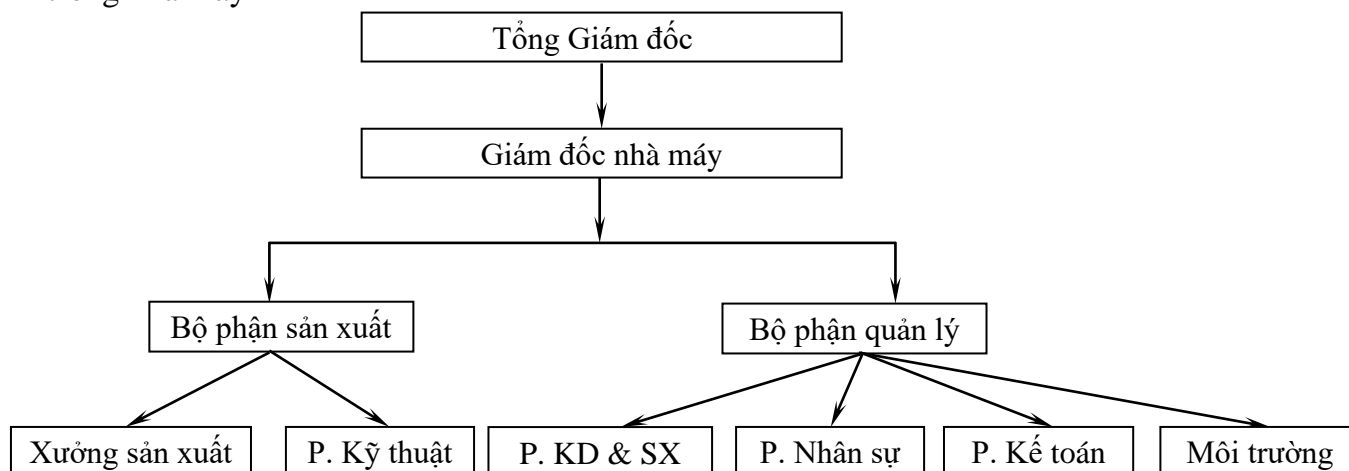 Tổng Giám đốc
Giám đốc nhà máy
Bộ phận sản xuất
Bộ phận quản lý
Xưởng sản xuất
P. Kỹ thuật
P. KD & SX
P. Nhân sự
P. Kế toán
Môi trường